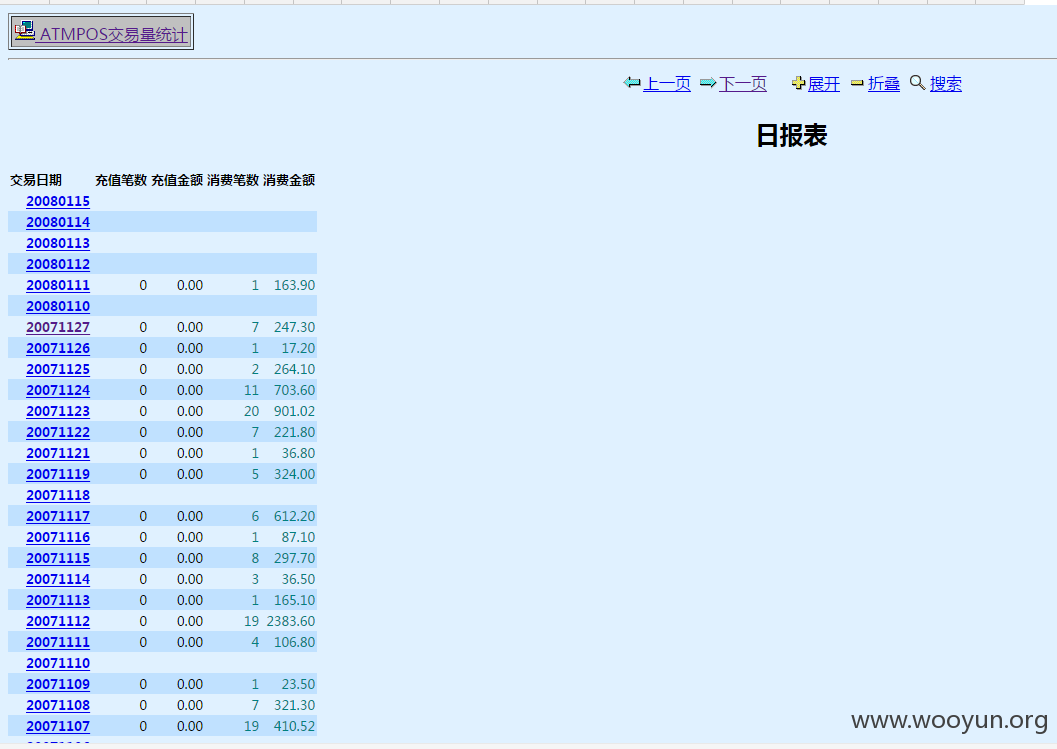 ATMPOS交易量统计
上一页 下一页 展开 折叠 搜索
日报表
交易日期 充值笔数 充值金额 消费笔数 消费金额
20080115
20080114
20080113
20080112
20080111 0 0.00 1 163.90
20080110
20071127 0 0.00 7 247.30
20071126 0 0.00 1 17.20
20071125 0 0.00 2 264.10
20071124 0 0.00 11 703.60
20071123 0 0.00 20 901.02
20071122 0 0.00 7 221.80
20071121 0 0.00 1 36.80
20071119 0 0.00 5 324.00
20071118
20071117 0 0.00 6 612.20
20071116 0 0.00 1 87.10
20071115 0 0.00 8 297.70
20071114 0 0.00 3 36.50
20071113 0 0.00 1 165.10
20071112 0 0.00 19 2383.60
20071111 0 0.00 4 106.80
20071110
20071109 0 0.00 1 23.50
20071108 0 0.00 7 321.30
20071107 0 0.00 19 410.52
www.wooyun.org